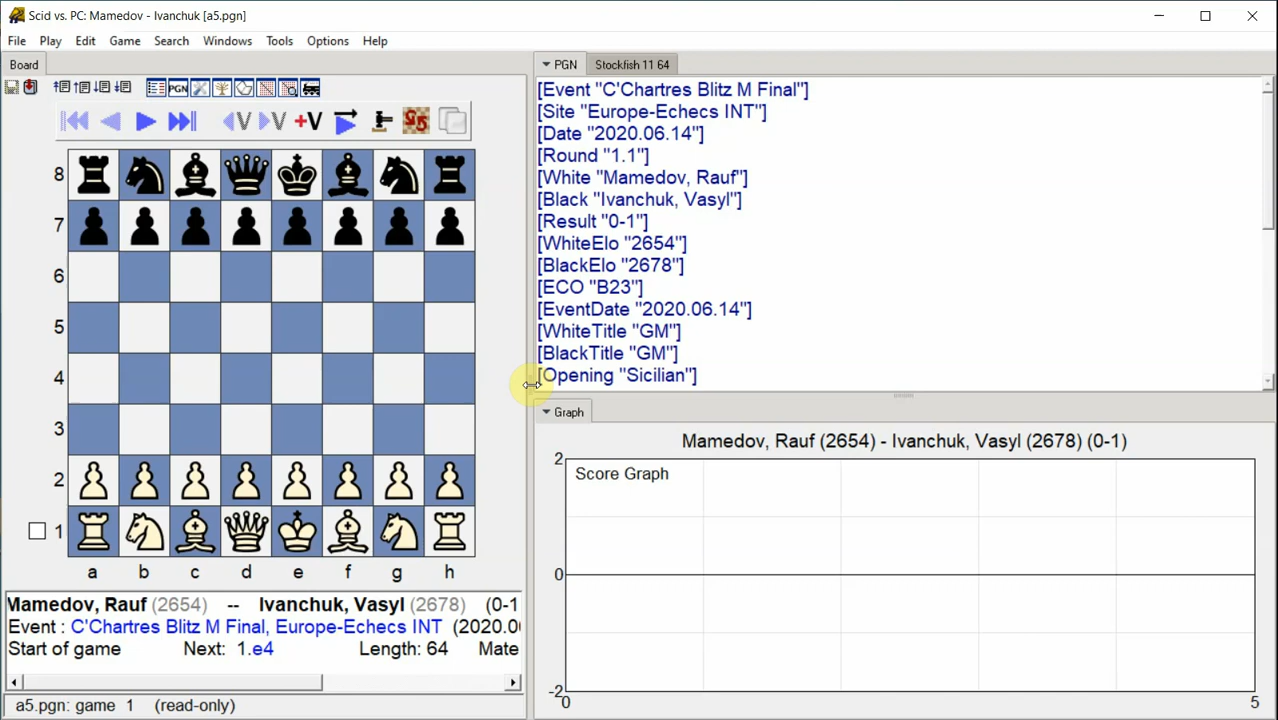 Scid vs. PC: Mamedov - Ivanchuk [a5.pgn]
File Play Edit Game Search Windows Tools Options Help
Board
PGN
V V +V
8
7
6
5
4
3
2
1
a b c d e f g h
Mamedov, Rauf (2654) -- Ivanchuk, Vasyl (2678) (0-1
Event : C'Chartres Blitz M Final, Europe-Echecs INT (2020.0
Start of game Next: 1.e4 Length: 64 Mate
a5.pgn: game 1 (read-only)
PGN Stockfish 11 64
[Event "C'Chartres Blitz M Final"]
[Site "Europe-Echecs INT"]
[Date "2020.06.14"]
[Round "1.1"]
[White "Mamedov, Rauf"]
[Black "Ivanchuk, Vasyl"]
[Result "0-1"]
[WhiteElo "2654"]
[BlackElo "2678"]
[ECO "B23"]
[EventDate "2020.06.14"]
[WhiteTitle "GM"]
[BlackTitle "GM"]
[Opening "Sicilian"]
Graph
Mamedov, Rauf (2654) - Ivanchuk, Vasyl (2678) (0-1)
2
Score Graph
0
-2
0 5